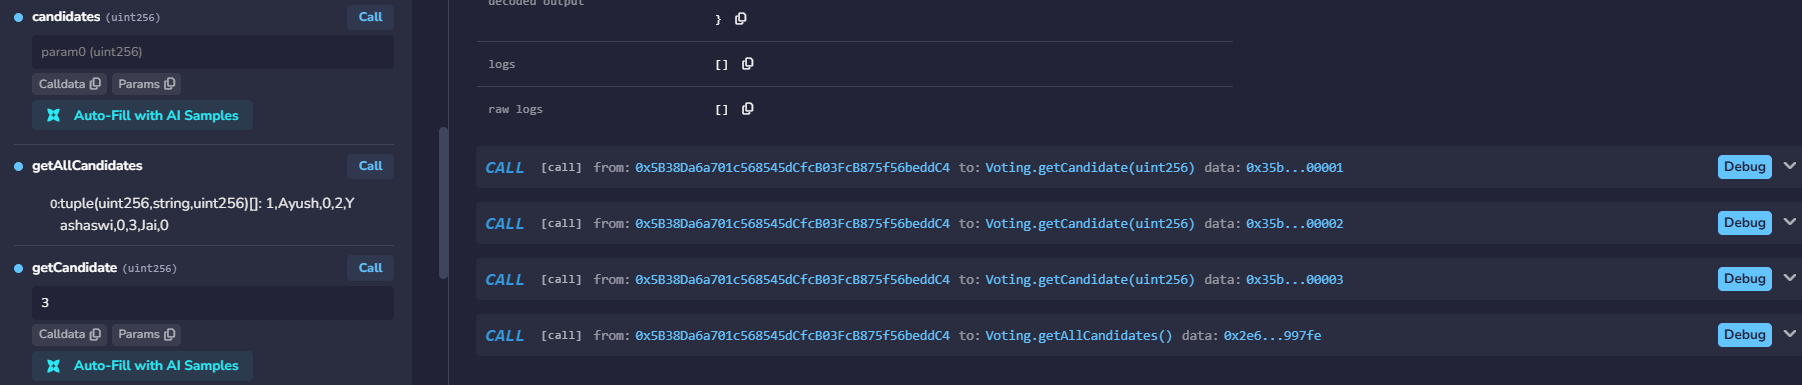 candidates (uint256) Call
param0 (uint256)
Calldata Params
Auto-Fill with AI Samples
getAllCandidates Call
0:tuple(uint256,string,uint256)[]: 1,Ayush,0,2,Y
ashaswi,0,3,Jai,0
getCandidate (uint256) Call
3
Calldata Params
Auto-Fill with AI Samples
decoded output
}
logs []
raw logs []
CALL [call] from: 0x5B38Da6a701c568545dCfcB03FcB875f56beddC4 to: Voting.getCandidate(uint256) data: 0x35b...00001 Debug
CALL [call] from: 0x5B38Da6a701c568545dCfcB03FcB875f56beddC4 to: Voting.getCandidate(uint256) data: 0x35b...00002 Debug
CALL [call] from: 0x5B38Da6a701c568545dCfcB03FcB875f56beddC4 to: Voting.getCandidate(uint256) data: 0x35b...00003 Debug
CALL [call] from: 0x5B38Da6a701c568545dCfcB03FcB875f56beddC4 to: Voting.getAllCandidates() data: 0x2e6...997fe Debug